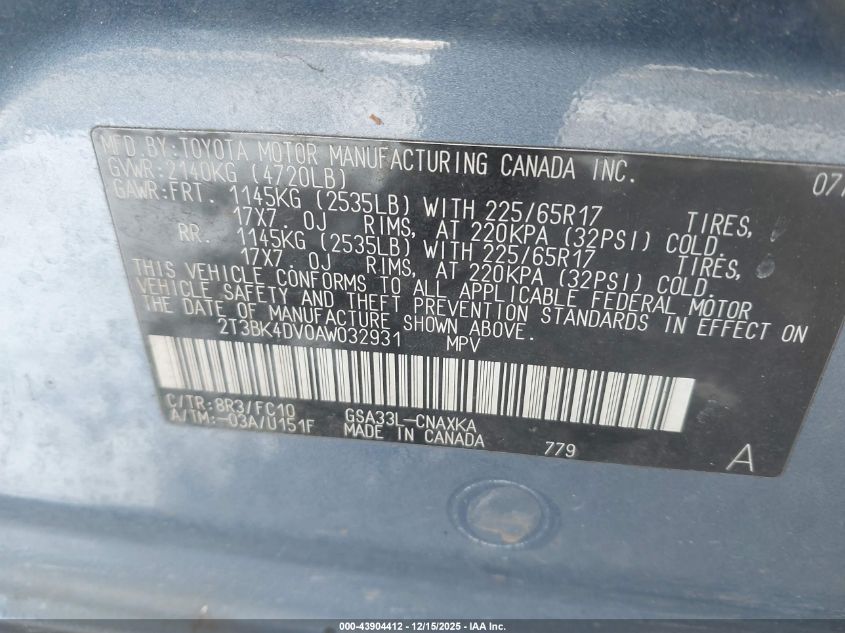 MFD BY: TOYOTA MOTOR MANUFACTURING CANADA INC.
GVWR: 2140KG (4720LB)
GAWR: FRT. 1145KG (2535LB) WITH 225/65R17 TIRES,
17X7.0J RIMS, AT 220KPA (32PSI) COLD
RR. 1145KG (2535LB) WITH 225/65R17 TIRES,
17X7.0J RIMS, AT 220KPA (32PSI) COLD.
THIS VEHICLE CONFORMS TO ALL APPLICABLE FEDERAL MOTOR
VEHICLE SAFETY AND THEFT PREVENTION STANDARDS IN EFFECT ON
THE DATE OF MANUFACTURE SHOWN ABOVE.
2T3BK4DV0AW032931 MPV
C/TR: 8R3/FC10 GSA33L-CNAXKA
A/TM: -03A/U151F MADE IN CANADA
779
A
000-43904412 - 12/15/2025 - IAA Inc.